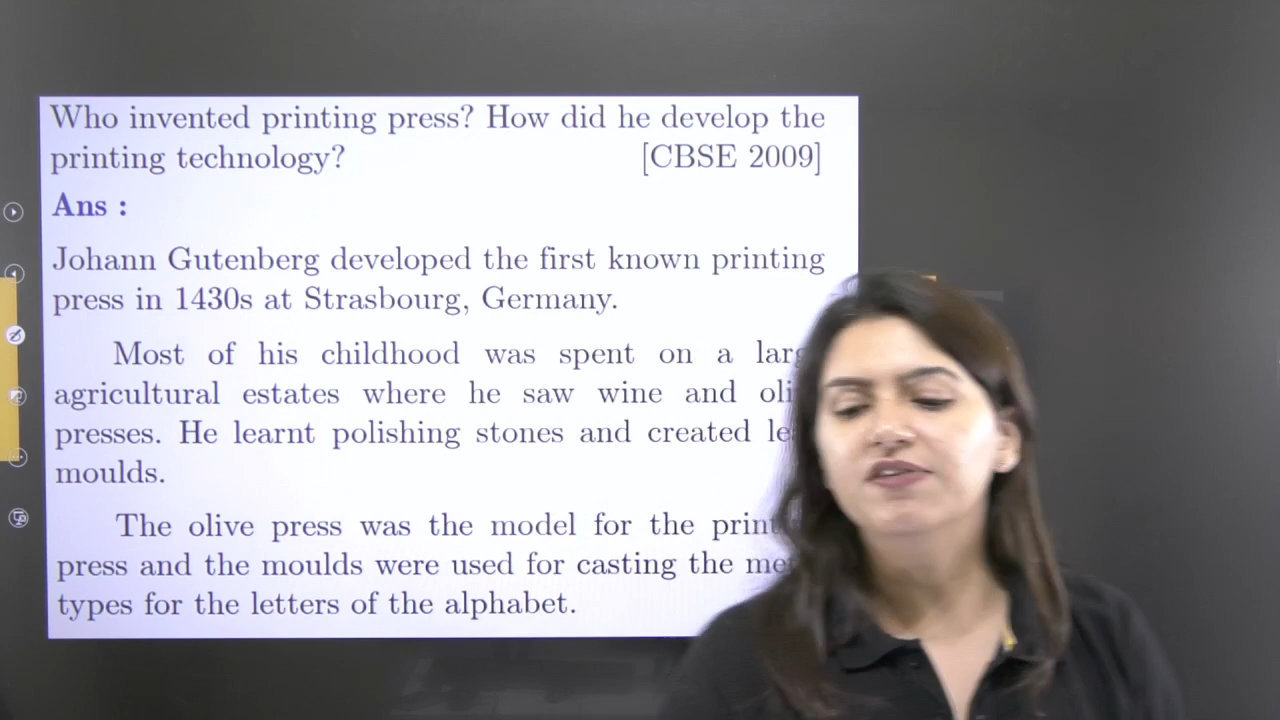 Who invented printing press? How did he develop the
printing technology? [CBSE 2009]
Ans :
Johann Gutenberg developed the first known printing
press in 1430s at Strasbourg, Germany.
Most of his childhood was spent on a
agricultural estates where he saw wine and
presses. He learnt polishing stones and created
moulds.
The olive press was the model for the
press and the moulds were used for casting the
types for the letters of the alphabet.